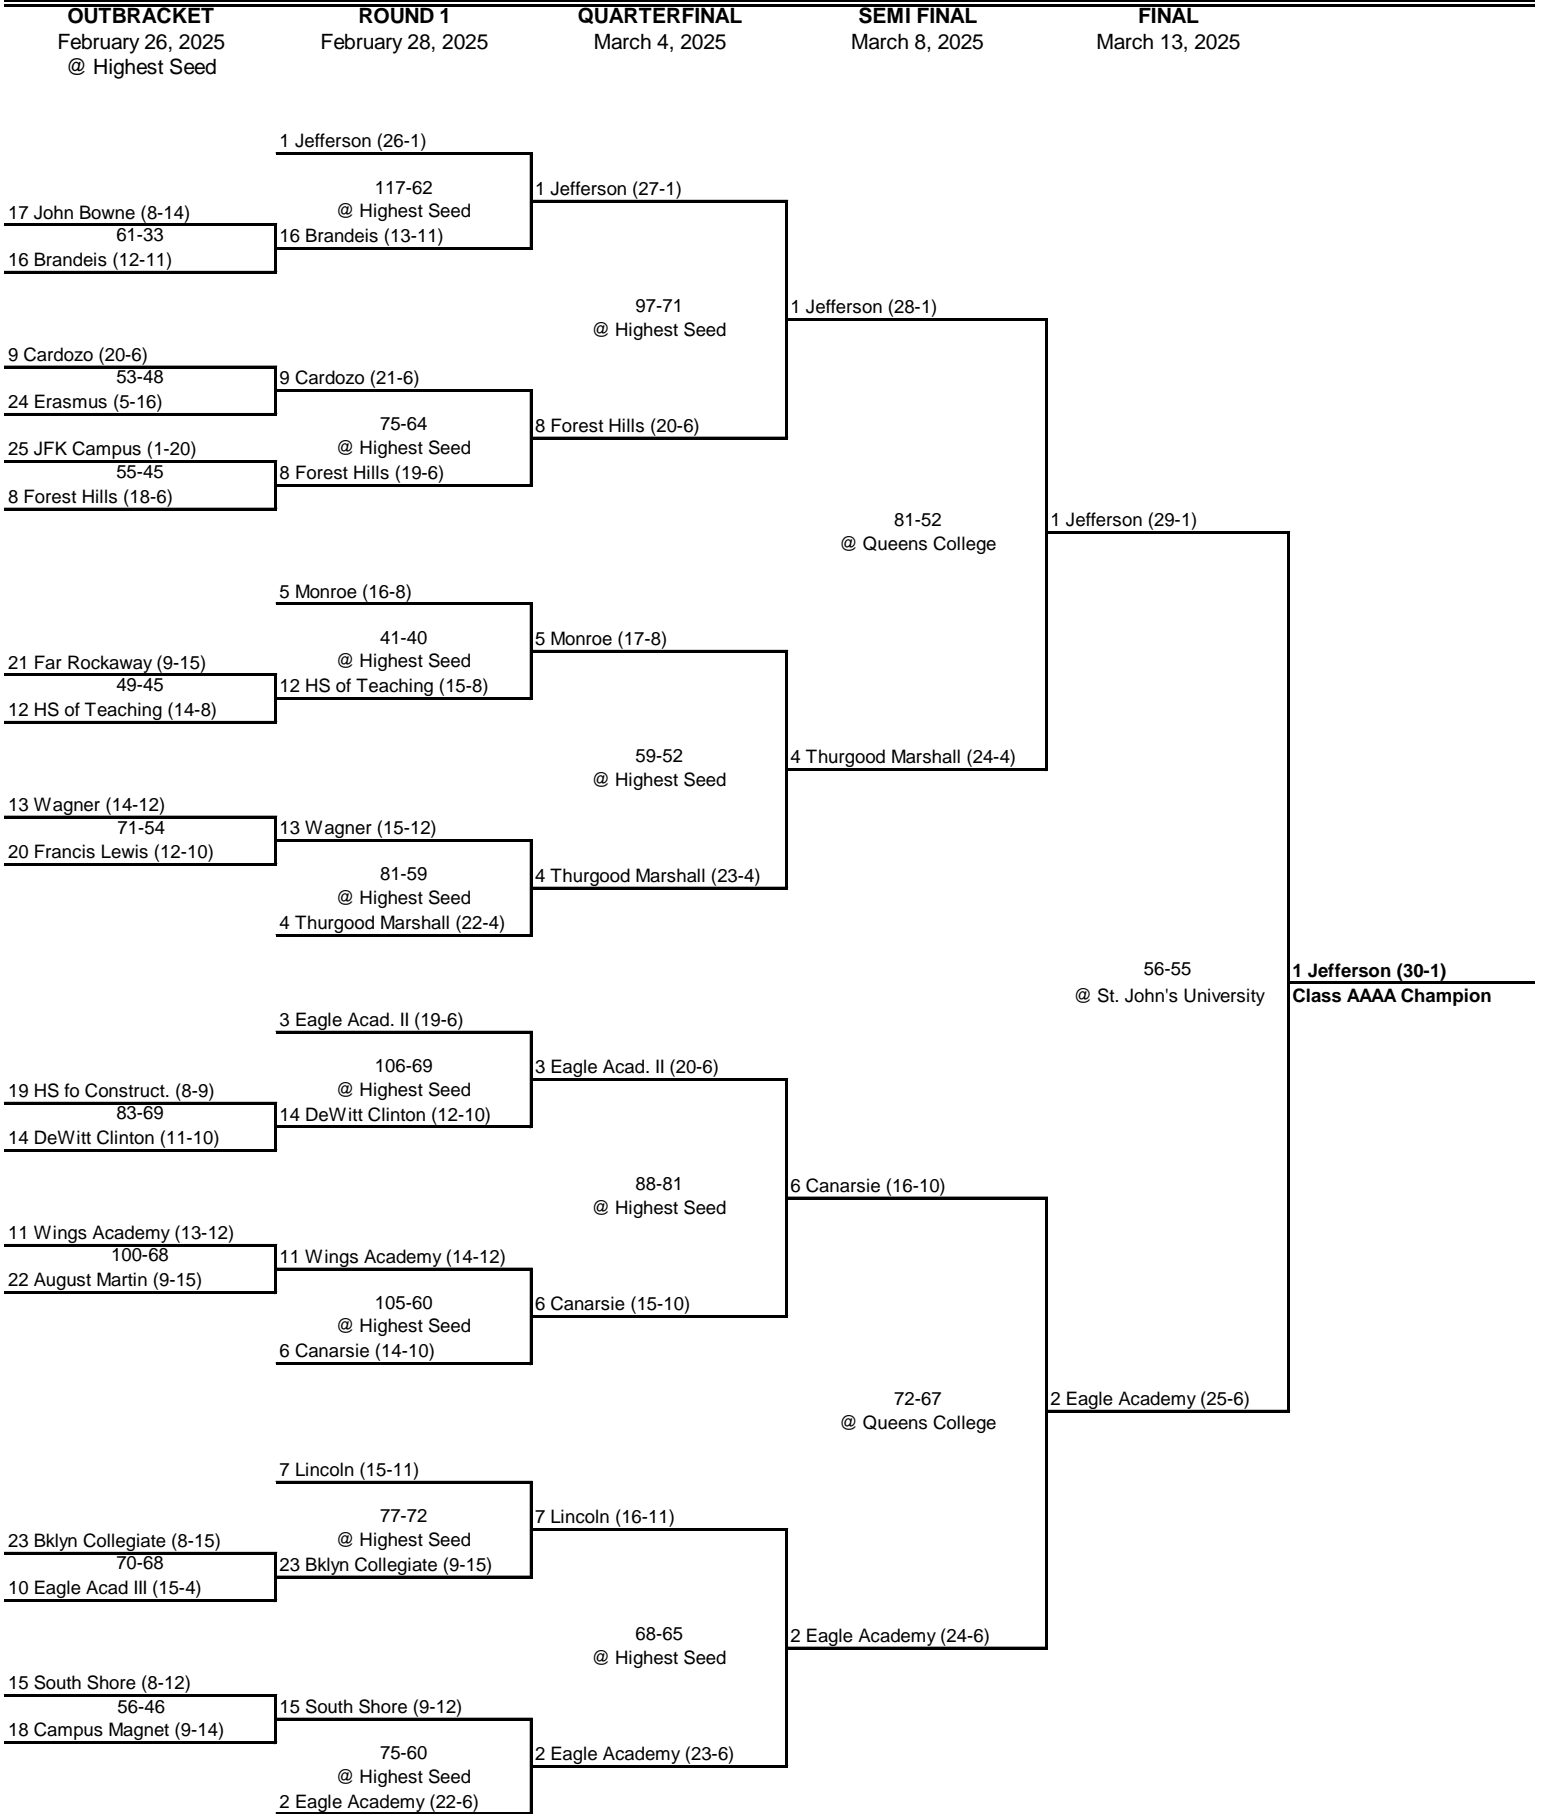 OUTBRACKET
February 26, 2025
@ Highest Seed
ROUND 1
February 28, 2025
QUARTERFINAL
March 4, 2025
SEMI FINAL
March 8, 2025
FINAL
March 13, 2025
17 John Bowne (8-14)
61-33
16 Brandeis (12-11)
9 Cardozo (20-6)
53-48
24 Erasmus (5-16)
25 JFK Campus (1-20)
55-45
8 Forest Hills (18-6)
21 Far Rockaway (9-15)
49-45
12 HS of Teaching (14-8)
13 Wagner (14-12)
71-54
20 Francis Lewis (12-10)
19 HS fo Construct. (8-9)
83-69
14 DeWitt Clinton (11-10)
11 Wings Academy (13-12)
100-68
22 August Martin (9-15)
23 Bklyn Collegiate (8-15)
70-68
10 Eagle Acad III (15-4)
15 South Shore (8-12)
56-46
18 Campus Magnet (9-14)
1 Jefferson (26-1)
117-62
@ Highest Seed
16 Brandeis (13-11)
9 Cardozo (21-6)
75-64
@ Highest Seed
8 Forest Hills (19-6)
5 Monroe (16-8)
41-40
@ Highest Seed
12 HS of Teaching (15-8)
13 Wagner (15-12)
81-59
@ Highest Seed
4 Thurgood Marshall (22-4)
3 Eagle Acad. II (19-6)
106-69
@ Highest Seed
14 DeWitt Clinton (12-10)
11 Wings Academy (14-12)
105-60
@ Highest Seed
6 Canarsie (14-10)
7 Lincoln (15-11)
77-72
@ Highest Seed
23 Bklyn Collegiate (9-15)
15 South Shore (9-12)
75-60
@ Highest Seed
2 Eagle Academy (22-6)
1 Jefferson (27-1)
97-71
@ Highest Seed
8 Forest Hills (20-6)
5 Monroe (17-8)
59-52
@ Highest Seed
4 Thurgood Marshall (23-4)
3 Eagle Acad. II (20-6)
88-81
@ Highest Seed
6 Canarsie (15-10)
7 Lincoln (16-11)
68-65
@ Highest Seed
2 Eagle Academy (23-6)
1 Jefferson (28-1)
81-52
@ Queens College
4 Thurgood Marshall (24-4)
6 Canarsie (16-10)
72-67
@ Queens College
2 Eagle Academy (24-6)
1 Jefferson (29-1)
56-55
@ St. John's University
2 Eagle Academy (25-6)
1 Jefferson (30-1)
Class AAAA Champion